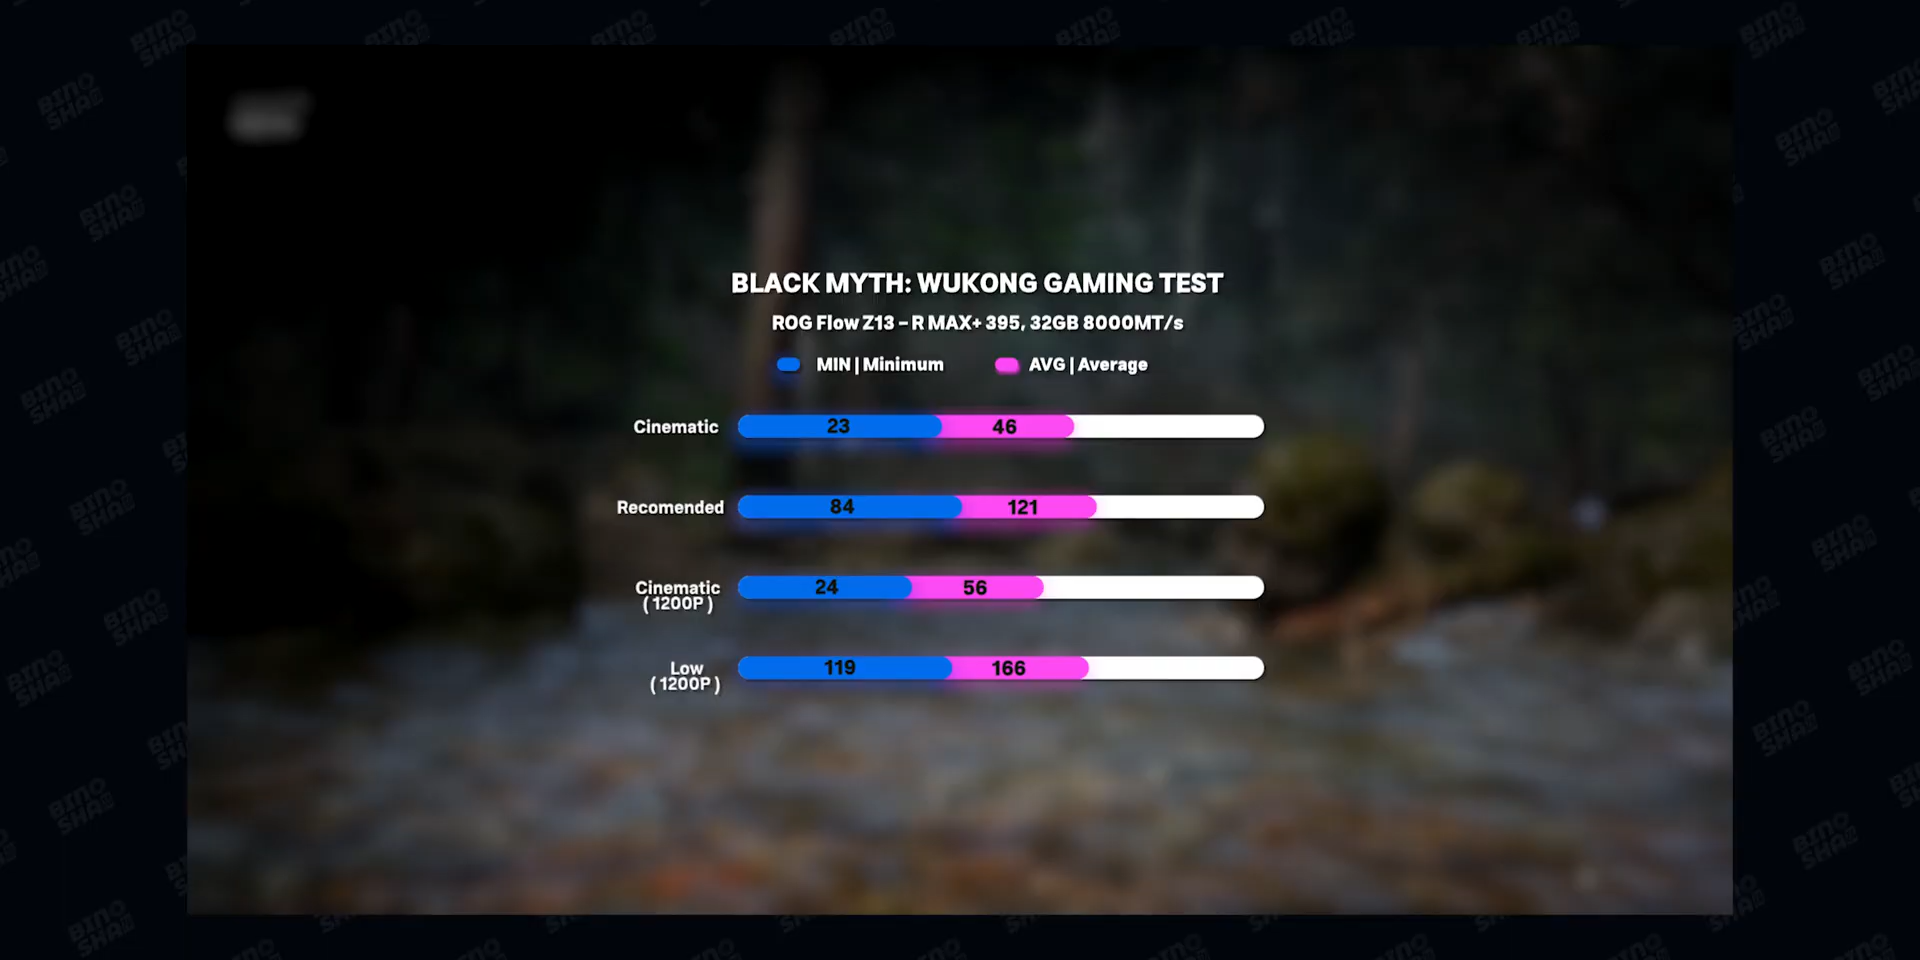 BLACK MYTH: WUKONG GAMING TEST
ROG Flow Z13 – R MAX+ 395, 32GB 8000MT/s
MIN | Minimum AVG | Average
Cinematic 23 46
Recomended 84 121
Cinematic 24 56
( 1200P )
Low 119 166
( 1200P )